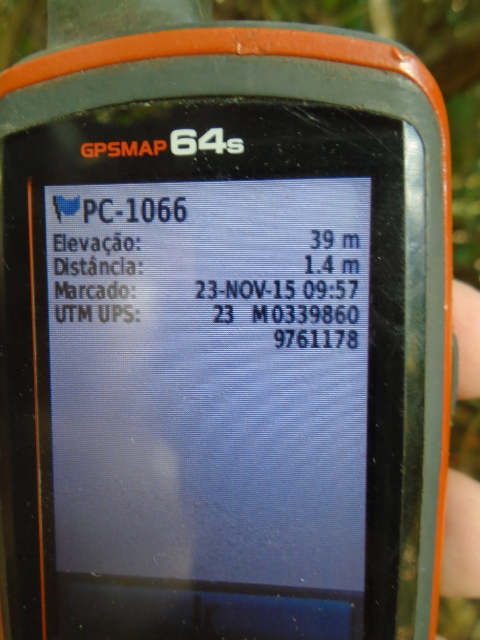 GPSMAP 64s
PC-1066
Elevação: 39 m
Distância: 1.4 m
Marcado: 23-NOV-15 09:57
UTM UPS: 23 M 0339860
9761178